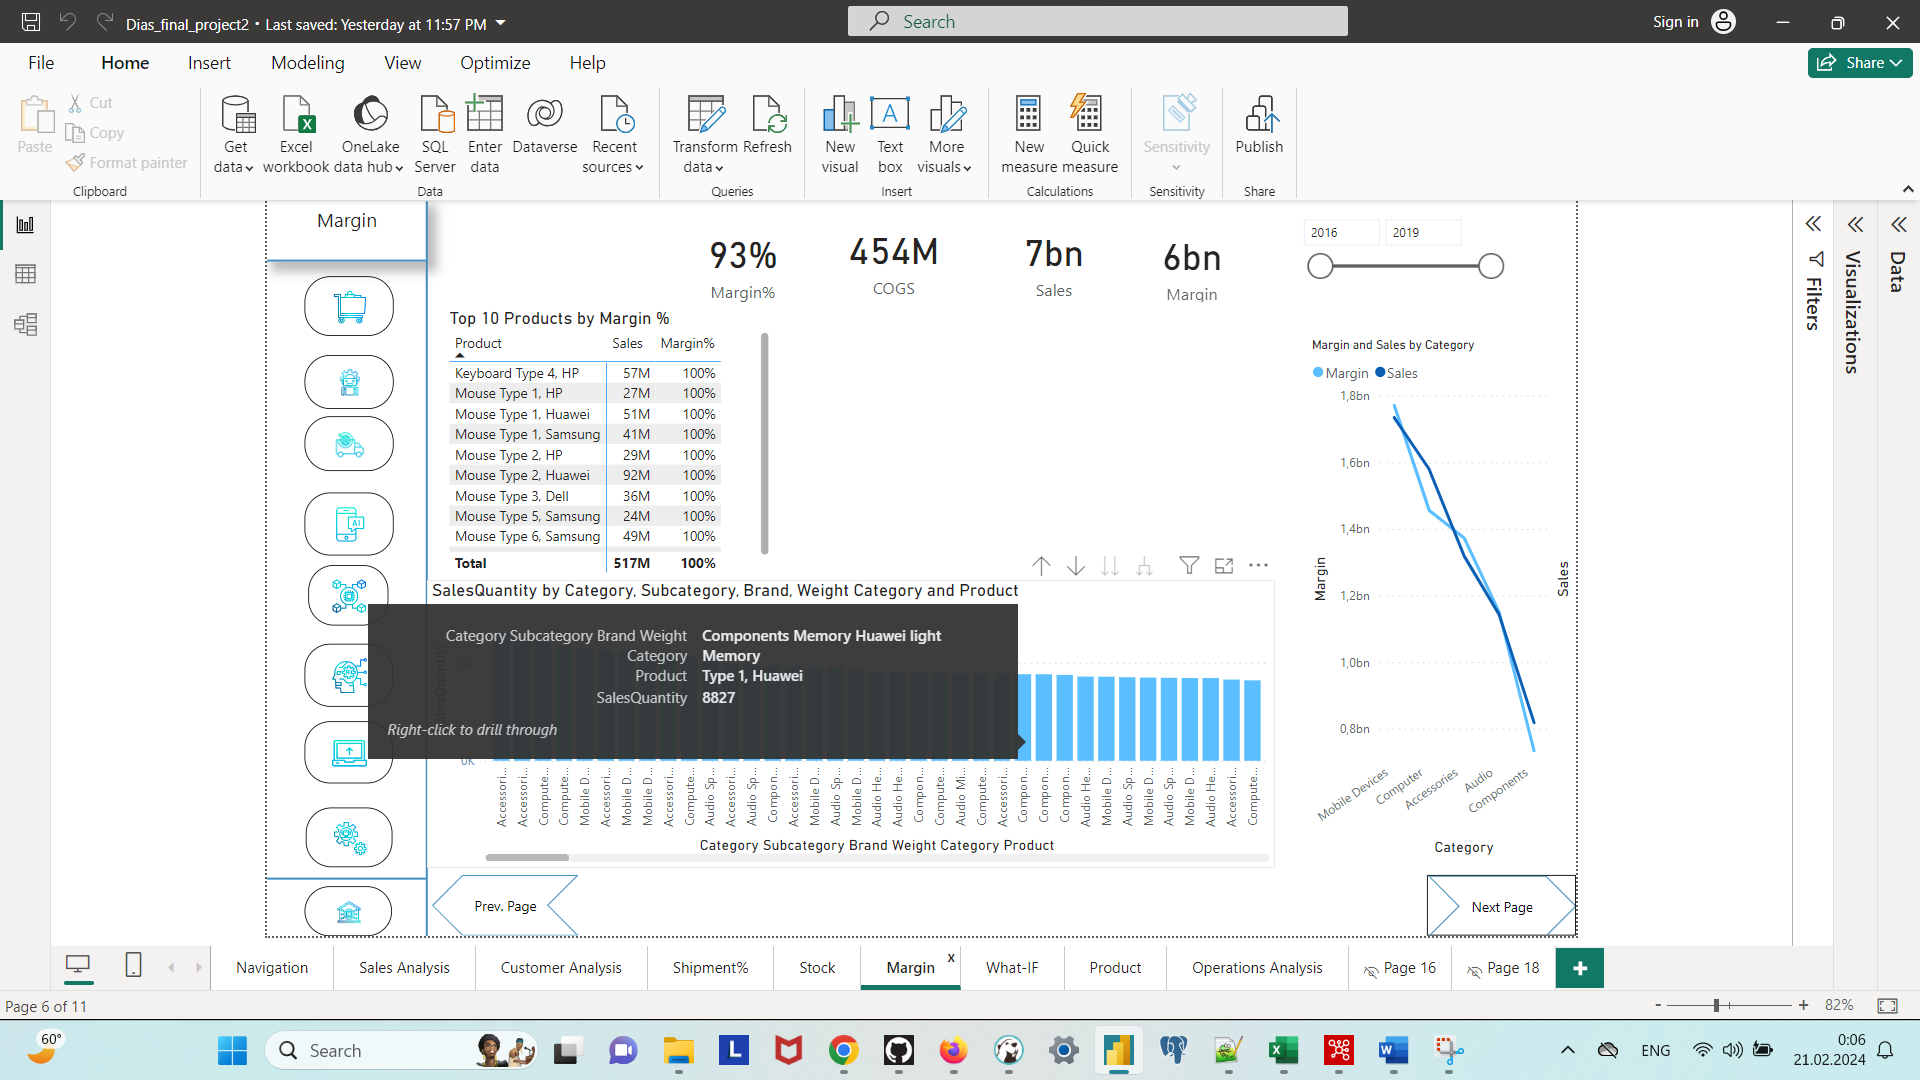 Dias_final_project2 • Last saved: Yesterday at 11:57 PM
Search
Sign in
File
Home
Insert
Modeling
View
Optimize
Help
Share
Paste
Cut
Copy
Format painter
Clipboard
Get data
Excel workbook
OneLake data hub
SQL Server
Enter data
Dataverse
Recent sources
Data
Transform data
Refresh
Queries
New visual
Text box
More visuals
Insert
New measure
Quick measure
Calculations
Sensitivity
Sensitivity
Publish
Share
Margin
93%
Margin%
454M
COGS
7bn
Sales
6bn
Margin
2016
2019
Filters
Visualizations
Data
Top 10 Products by Margin %
Product Sales Margin%
Keyboard Type 4, HP 57M 100%
Mouse Type 1, HP 27M 100%
Mouse Type 1, Huawei 51M 100%
Mouse Type 1, Samsung 41M 100%
Mouse Type 2, HP 29M 100%
Mouse Type 2, Huawei 92M 100%
Mouse Type 3, Dell 36M 100%
Mouse Type 5, Samsung 24M 100%
Mouse Type 6, Samsung 49M 100%
Total 517M 100%
Margin and Sales by Category
Margin Sales
1,8bn
1,6bn
1,4bn
1,2bn
1,0bn
0,8bn
Margin
Sales
Mobile Devices
Computer
Accessories
Audio
Components
Category
SalesQuantity by Category, Subcategory, Brand, Weight Category and Product
Category Subcategory Brand Weight Components Memory Huawei light
Category Memory
Product Type 1, Huawei
SalesQuantity 8827
Right-click to drill through
0K
Accessori...
Accessori...
Compute...
Compute...
Mobile D...
Accessori...
Mobile D...
Mobile D...
Accessori...
Compute...
Audio Sp...
Accessori...
Audio Sp...
Compon...
Accessori...
Mobile D...
Audio Sp...
Mobile D...
Audio He...
Audio He...
Compon...
Compute...
Audio Mi...
Compute...
Accessori...
Compon...
Compon...
Compon...
Audio He...
Mobile D...
Audio Sp...
Mobile D...
Audio Sp...
Mobile D...
Audio He...
Accessori...
Compute...
Category Subcategory Brand Weight Category Product
Prev. Page
Next Page
Navigation
Sales Analysis
Customer Analysis
Shipment%
Stock
Margin
x
What-IF
Product
Operations Analysis
Page 16
Page 18
+
Page 6 of 11
- + 82%
60°
Search
ENG
0:06
21.02.2024